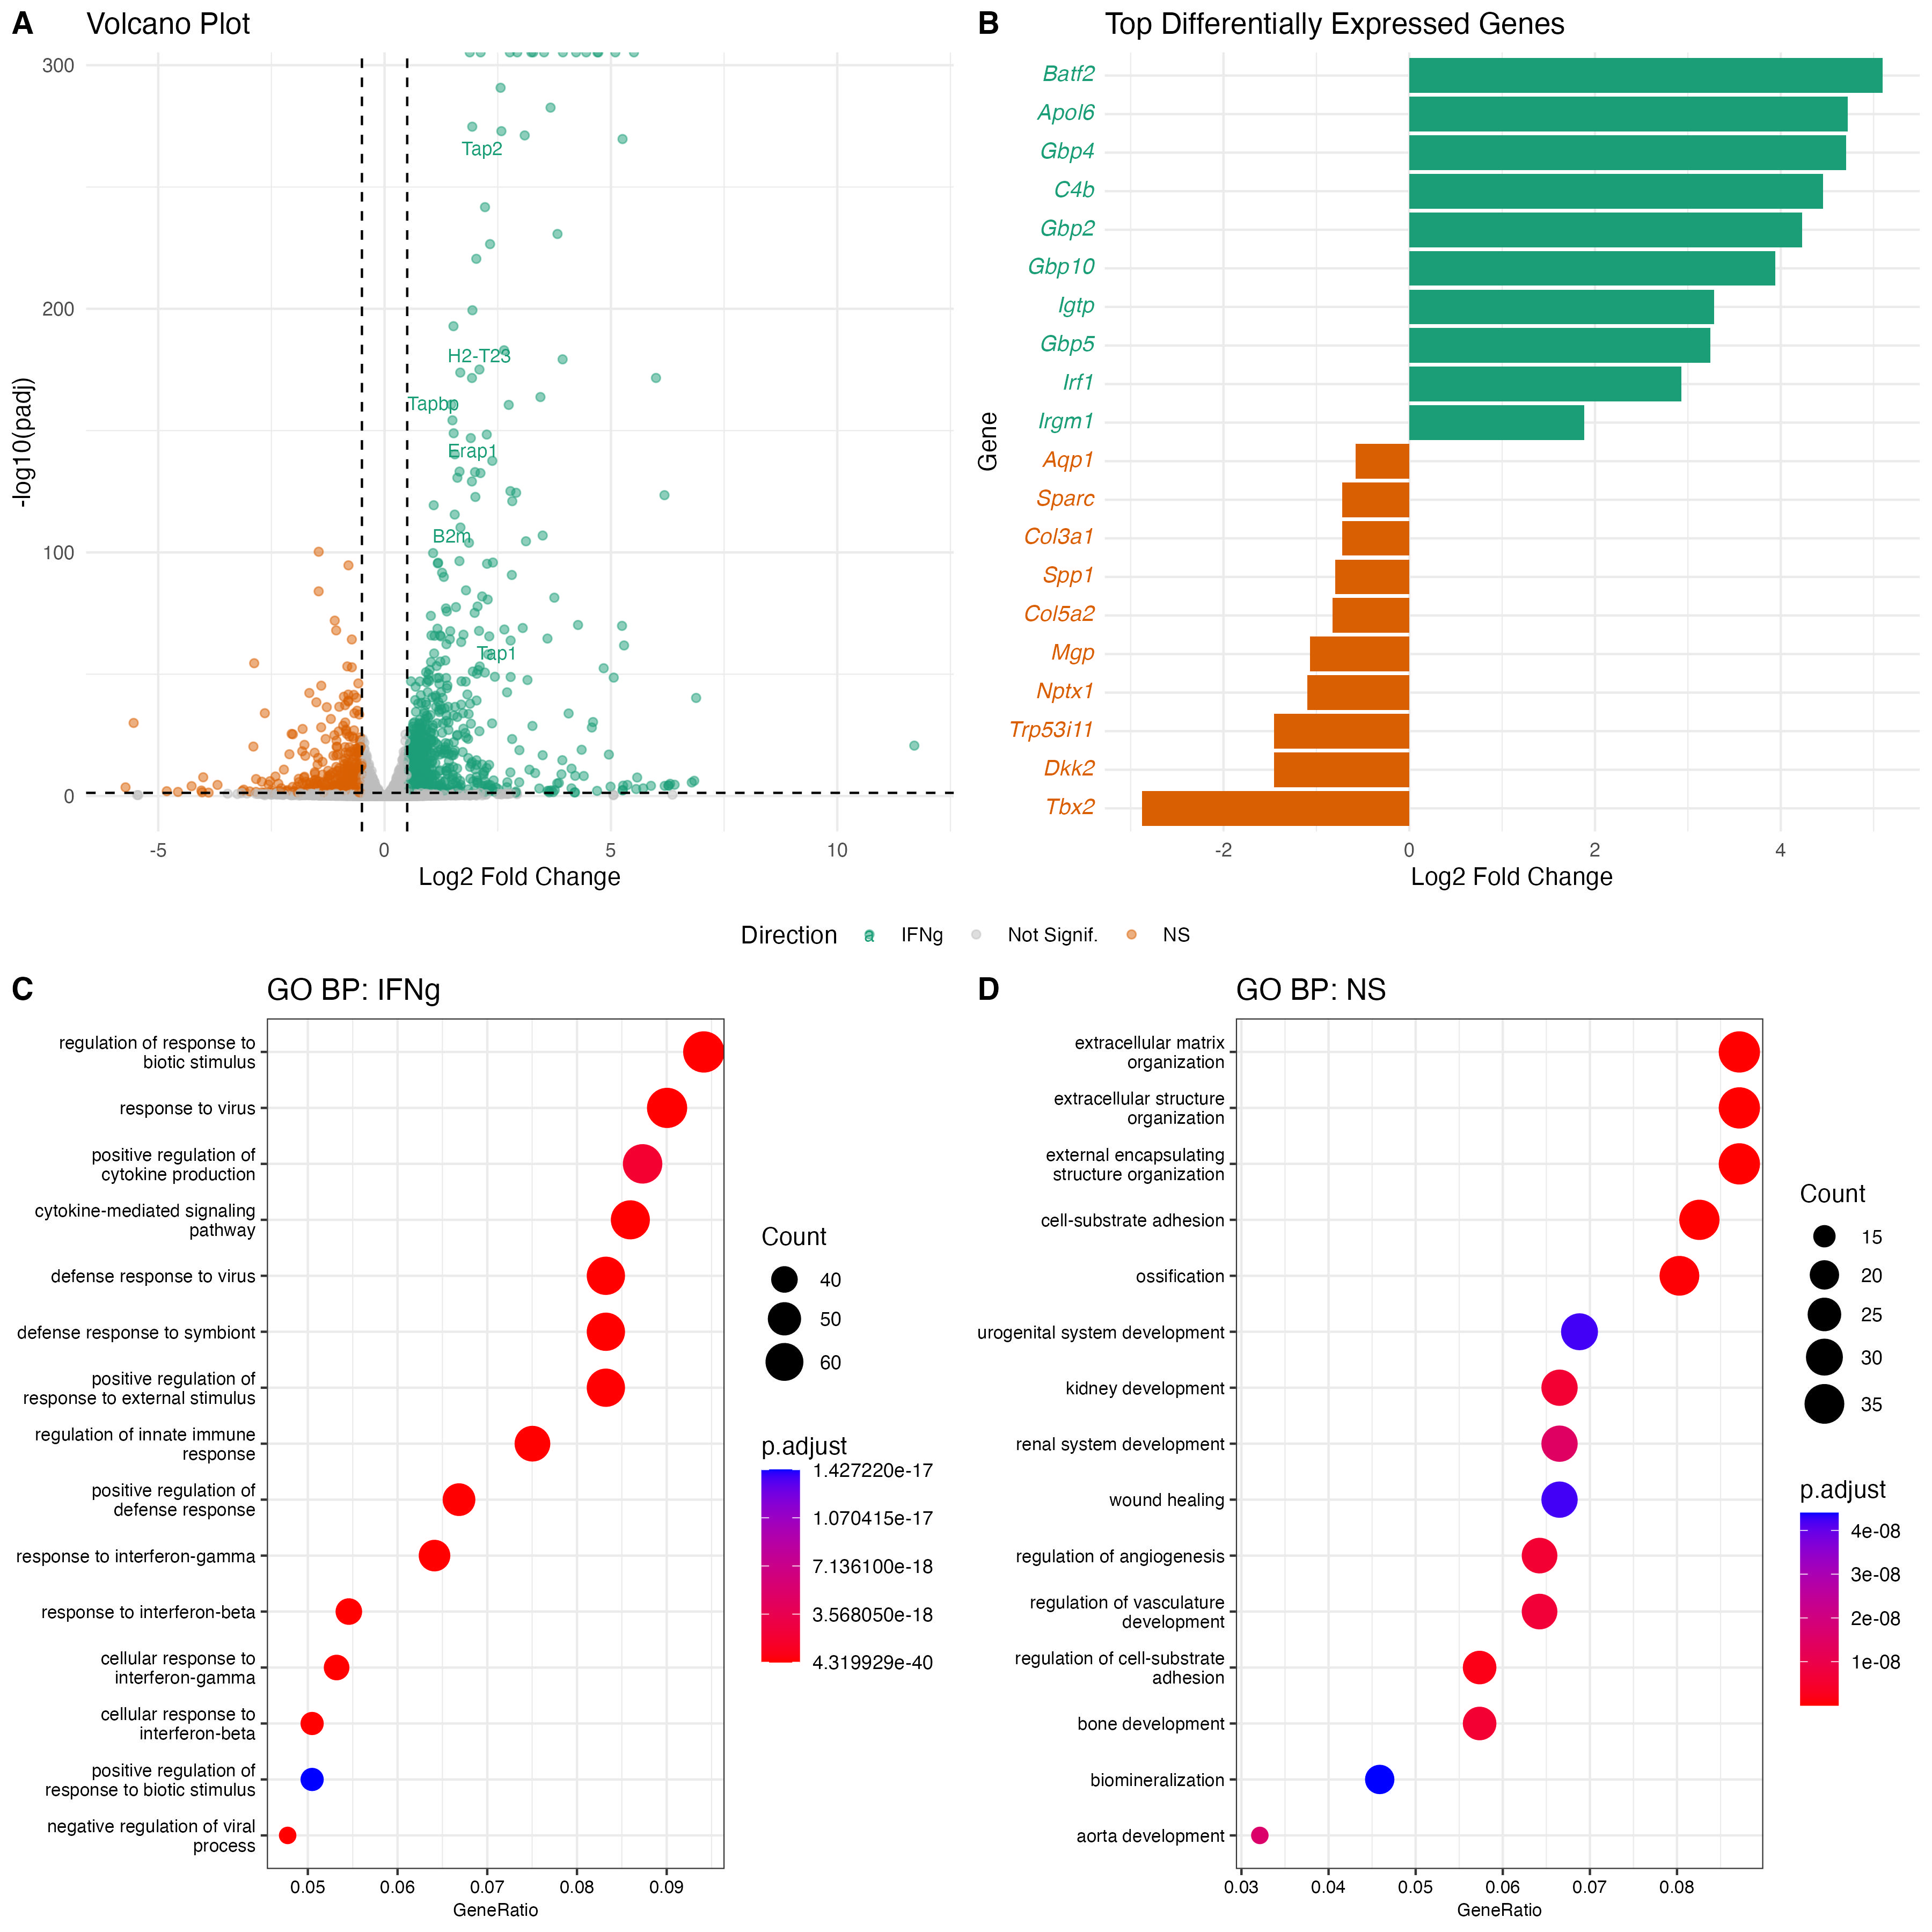 A
Volcano Plot
300
200
100
0
-log10(padj)
Tap2
H2-T23
Tapbp
Erap1
B2m
Tap1
-5
0
5
10
Log2 Fold Change
B
Top Differentially Expressed Genes
Gene
Batf2
Apol6
Gbp4
C4b
Gbp2
Gbp10
Igtp
Gbp5
Irf1
Irgm1
Aqp1
Sparc
Col3a1
Spp1
Col5a2
Mgp
Nptx1
Trp53i11
Dkk2
Tbx2
-2
0
2
4
Log2 Fold Change
Direction a IFNg Not Signif. NS
C
GO BP: IFNg
regulation of response to
biotic stimulus
response to virus
positive regulation of
cytokine production
cytokine-mediated signaling
pathway
defense response to virus
defense response to symbiont
positive regulation of
response to external stimulus
regulation of innate immune
response
positive regulation of
defense response
response to interferon-gamma
response to interferon-beta
cellular response to
interferon-gamma
cellular response to
interferon-beta
positive regulation of
response to biotic stimulus
negative regulation of viral
process
0.05
0.06
0.07
0.08
0.09
GeneRatio
Count
40
50
60
p.adjust
1.427220e-17
1.070415e-17
7.136100e-18
3.568050e-18
4.319929e-40
D
GO BP: NS
extracellular matrix
organization
extracellular structure
organization
external encapsulating
structure organization
cell-substrate adhesion
ossification
urogenital system development
kidney development
renal system development
wound healing
regulation of angiogenesis
regulation of vasculature
development
regulation of cell-substrate
adhesion
bone development
biomineralization
aorta development
0.03
0.04
0.05
0.06
0.07
0.08
GeneRatio
Count
15
20
25
30
35
p.adjust
4e-08
3e-08
2e-08
1e-08